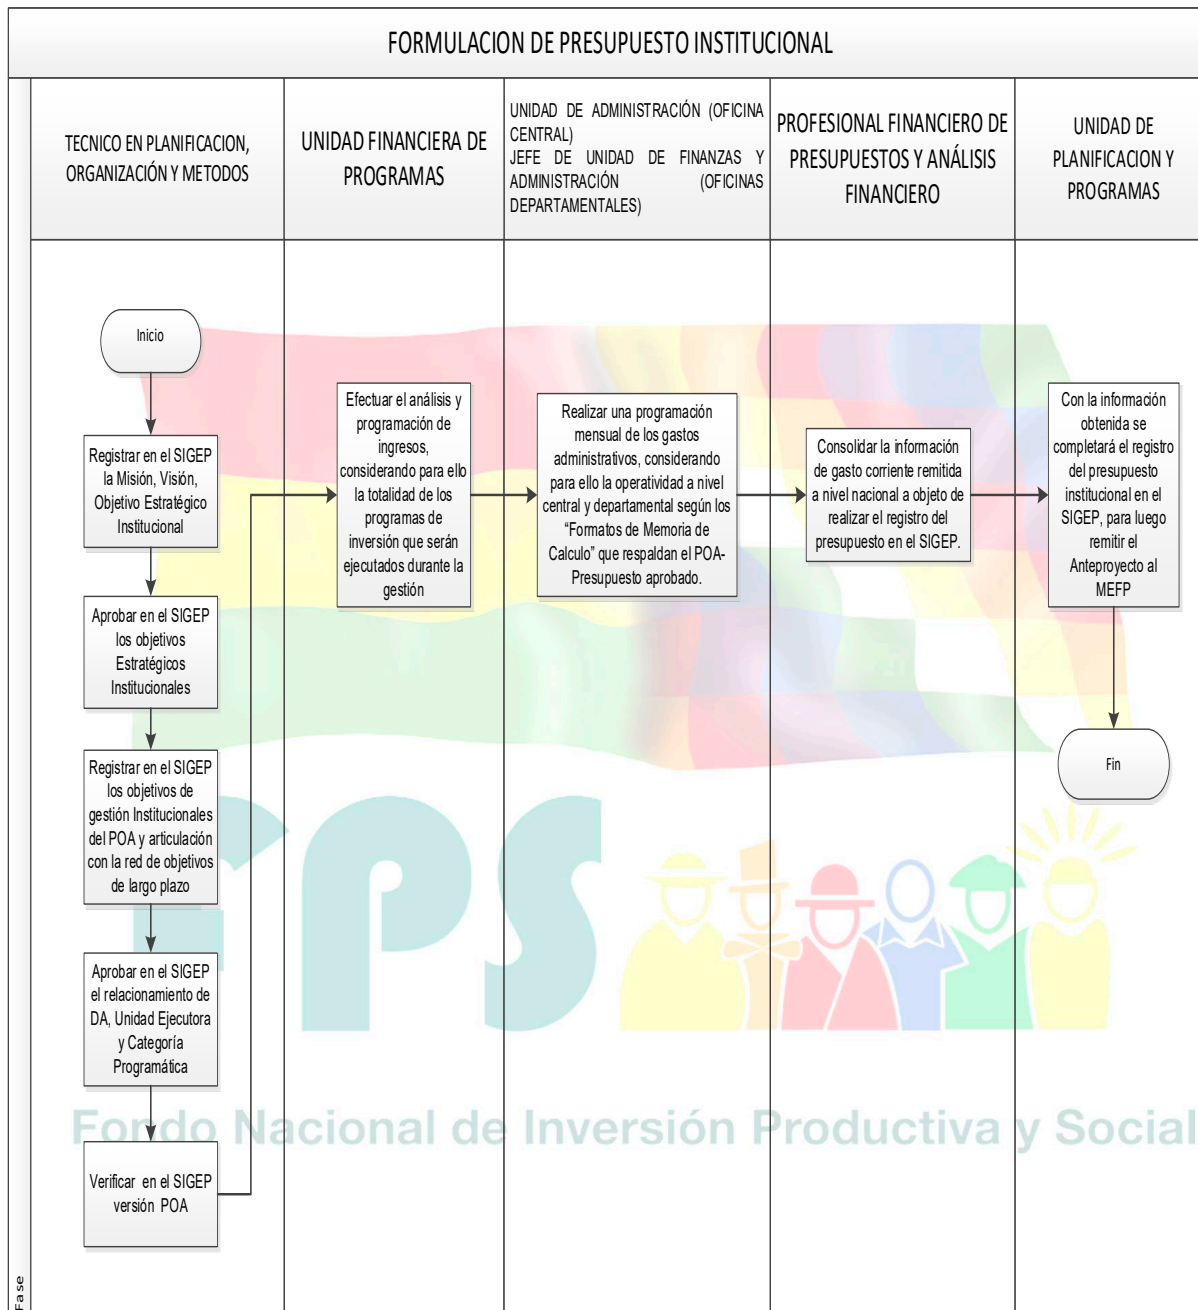 FORMULACION DE PRESUPUESTO INSTITUCIONAL
TECNICO EN PLANIFICACION,
ORGANIZACIÓN Y METODOS
UNIDAD FINANCIERA DE
PROGRAMAS
UNIDAD DE ADMINISTRACIÓN (OFICINA
CENTRAL)
JEFE DE UNIDAD DE FINANZAS Y
ADMINISTRACIÓN (OFICINAS
DEPARTAMENTALES)
PROFESIONAL FINANCIERO DE
PRESUPUESTOS Y ANÁLISIS
FINANCIERO
UNIDAD DE
PLANIFICACION Y
PROGRAMAS
Inicio
Registrar en el SIGEP
la Misión, Visión,
Objetivo Estratégico
Institucional
Aprobar en el SIGEP
los objetivos
Estratégicos
Institucionales
Registrar en el SIGEP
los objetivos de
gestión Institucionales
del POA y articulación
con la red de objetivos
de largo plazo
Aprobar en el SIGEP
el relacionamiento de
DA, Unidad Ejecutora
y Categoría
Programática
Verificar en el SIGEP
versión POA
Efectuar el análisis y
programación de
ingresos,
considerando para ello
la totalidad de los
programas de
inversión que serán
ejecutados durante la
gestión
Realizar una programación
mensual de los gastos
administrativos, considerando
para ello la operatividad a nivel
central y departamental según los
“Formatos de Memoria de
Calculo” que respaldan el POA-
Presupuesto aprobado.
Consolidar la información
de gasto corriente remitida
a nivel nacional a objeto de
realizar el registro del
presupuesto en el SIGEP.
Con la información
obtenida se
completará el registro
del presupuesto
institucional en el
SIGEP, para luego
remitir el
Anteproyecto al
MEFP
Fin
FPS
Fondo Nacional de Inversión Productiva y Social
Fase